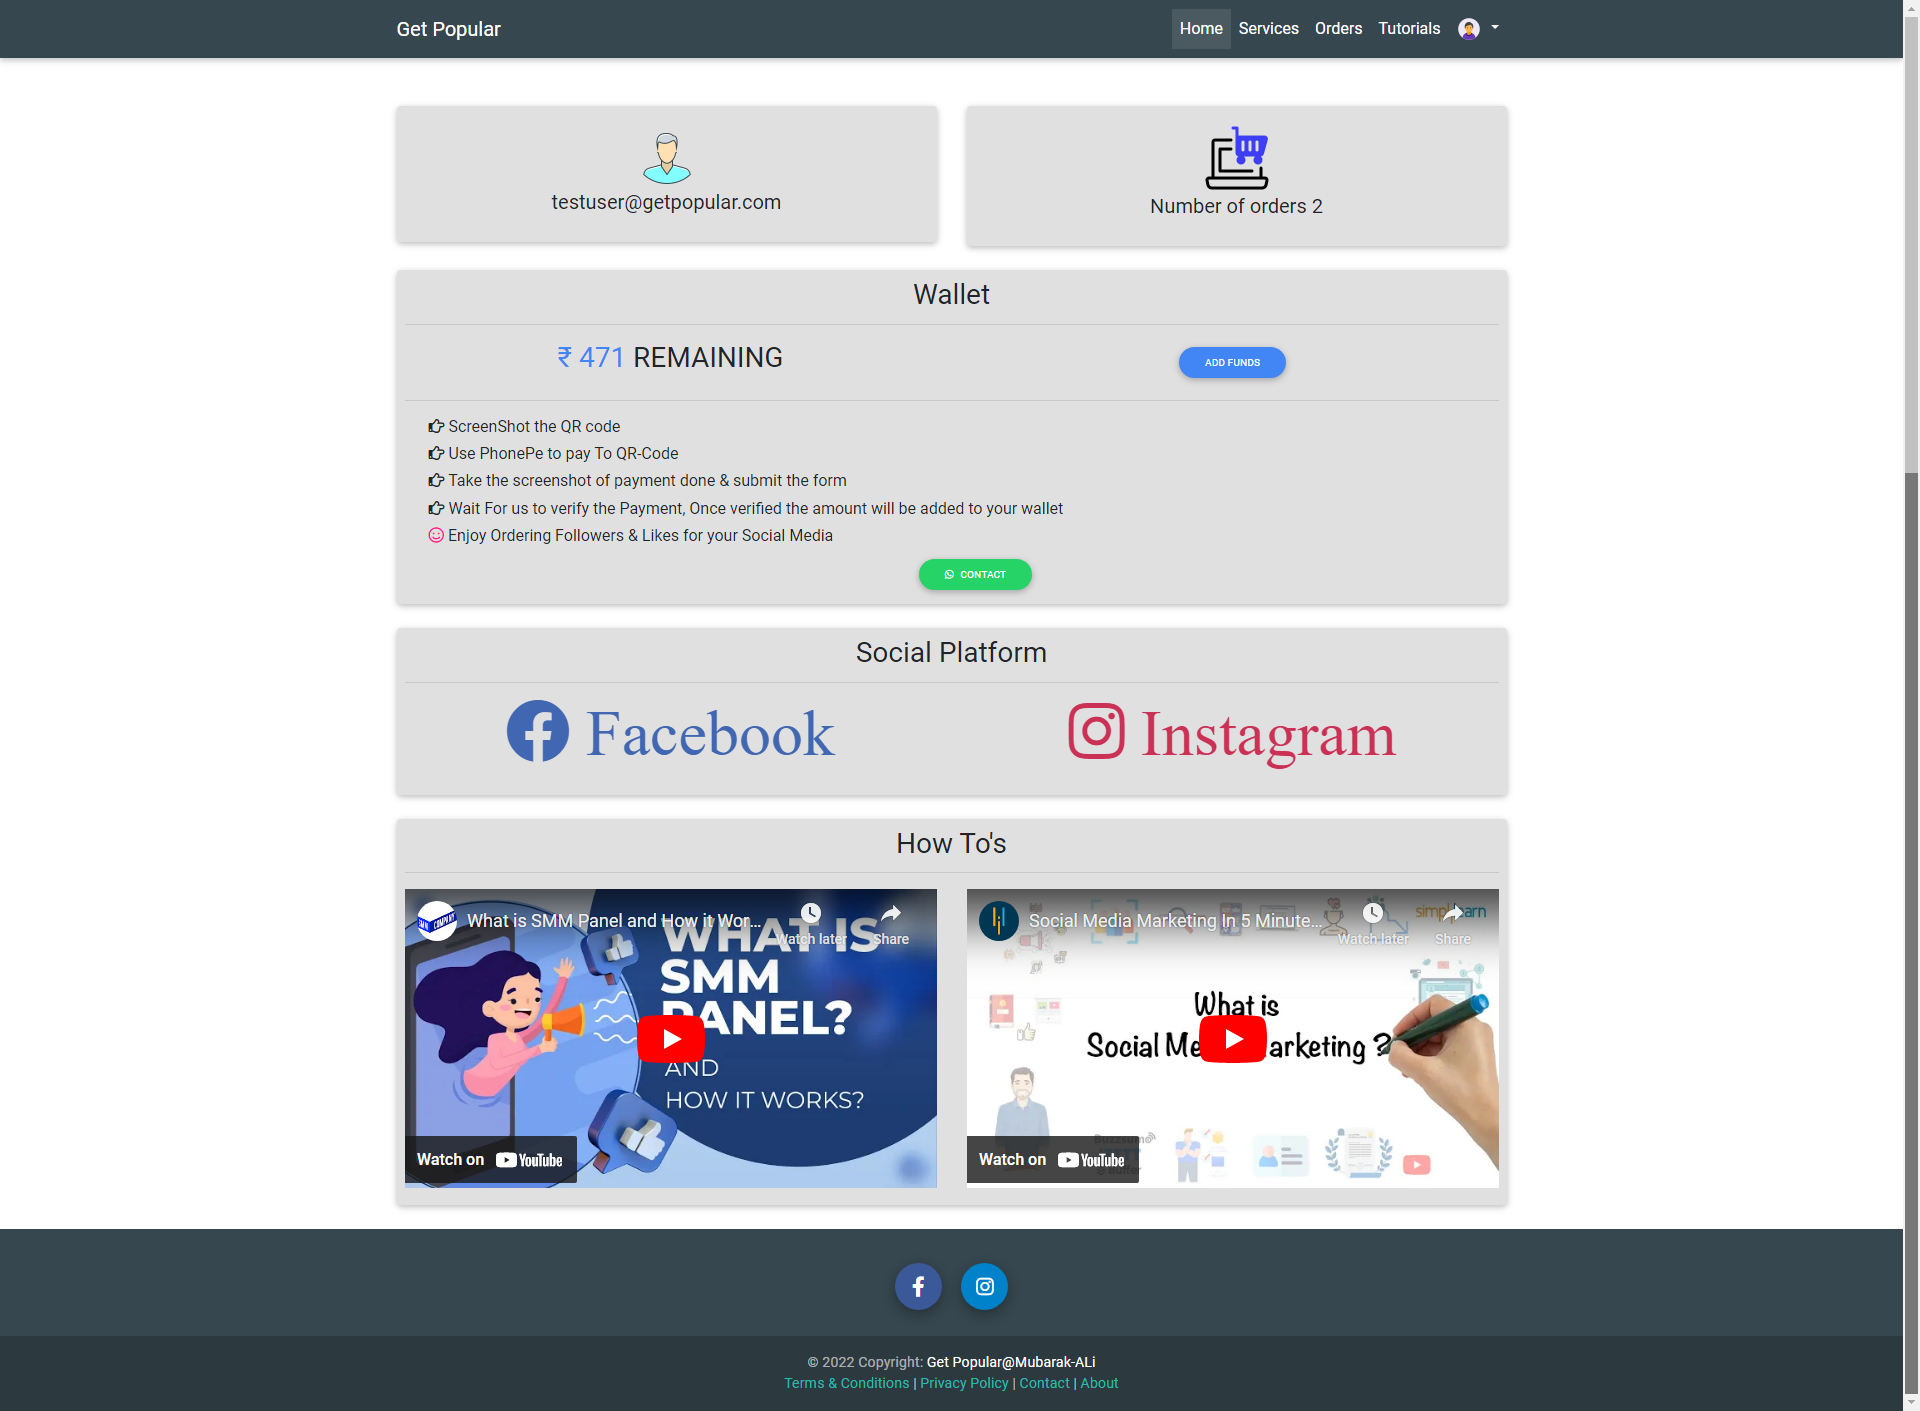 Get Popular
Home Services Orders Tutorials
testuser@getpopular.com
Number of orders 2
Wallet
₹ 471 REMAINING
ADD FUNDS
ScreenShot the QR code
Use PhonePe to pay To QR-Code
Take the screenshot of payment done & submit the form
Wait For us to verify the Payment, Once verified the amount will be added to your wallet
Enjoy Ordering Followers & Likes for your Social Media
CONTACT
Social Platform
Facebook
Instagram
How To's
SMM COMPANY
What is SMM Panel and How it Wor...
Watch later
Share
WHAT IS
SMM
PANEL?
AND
HOW IT WORKS?
Watch on YouTube
Social Media Marketing In 5 Minute...
Watch later
Share
What is
Social Me arketing ?
Watch on YouTube
© 2022 Copyright: Get Popular@Mubarak-ALi
Terms & Conditions | Privacy Policy | Contact | About